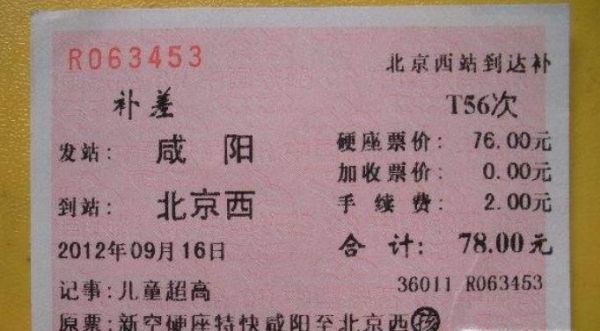 R063453
北京西站到达补
补差
T56次
发站: 咸阳
硬座票价: 76.00元
加收票价: 0.00元
到站: 北京西
手续费: 2.00元
2012年09月16日
合计: 78.00元
记事:儿童超高
36011 R063453
原票:新空硬座特快咸阳至北京西孩